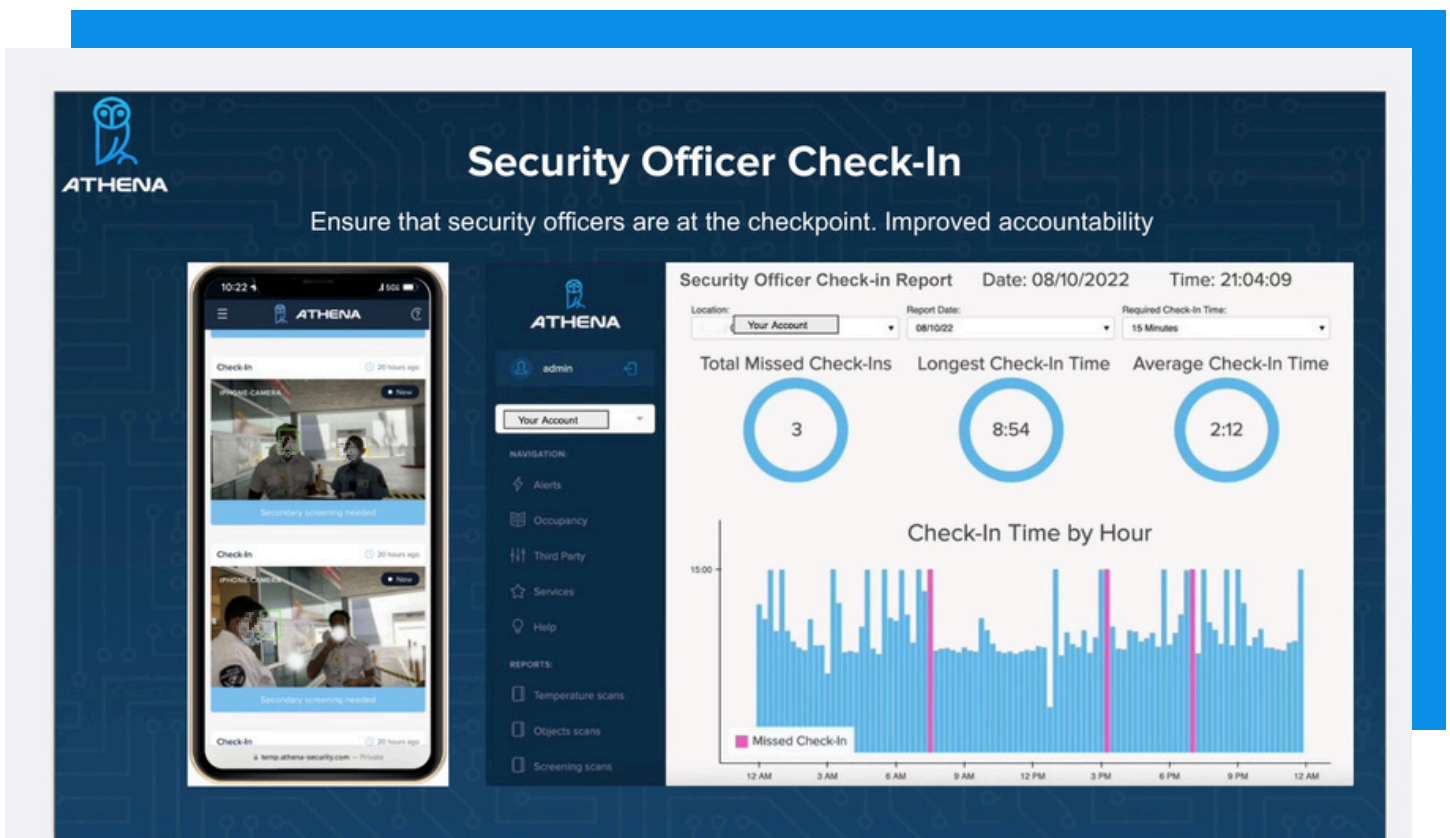 ATHENA
Security Officer Check-In
Ensure that security officers are at the checkpoint. Improved accountability
10:22
ATHENA
Check-In
20 hours ago
IPHONE-CAMERA
New
Secondary screening needed
Check-In
20 hours ago
IPHONE-CAMERA
New
Secondary screening needed
Check-In
20 hours ago
temp.athena-security.com — Private
ATHENA
admin
Your Account
NAVIGATION:
Alerts
Occupancy
Third Party
Services
Help
REPORTS:
Temperature scans
Objects scans
Screening scans
Security Officer Check-in Report Date: 08/10/2022 Time: 21:04:09
Location: Report Date: Required Check-In Time:
Your Account 08/10/22 15 Minutes
Total Missed Check-Ins Longest Check-In Time Average Check-In Time
3 8:54 2:12
Check-In Time by Hour
15:00
Missed Check-In
12 AM 3 AM 6 AM 9 AM 12 PM 3 PM 6 PM 9 PM 12 AM